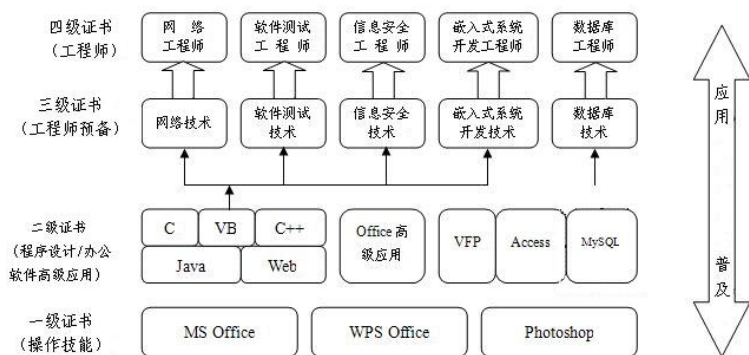 四级证书
(工程师)
网 络
工程师
软件测试
工 程 师
信息安全
工 程 师
嵌入式系统
开发工程师
数据库
工程师
三级证书
(工程师预备)
网络技术
软件测试
技术
信息安全
技术
嵌入式系统
开发技术
数据库
技术
应
用
二级证书
(程序设计/办公
软件高级应用)
C
VB
C++
Java
Web
Office 高
级应用
VFP
Access
MySQL
普
及
一级证书
(操作技能)
MS Office
WPS Office
Photoshop